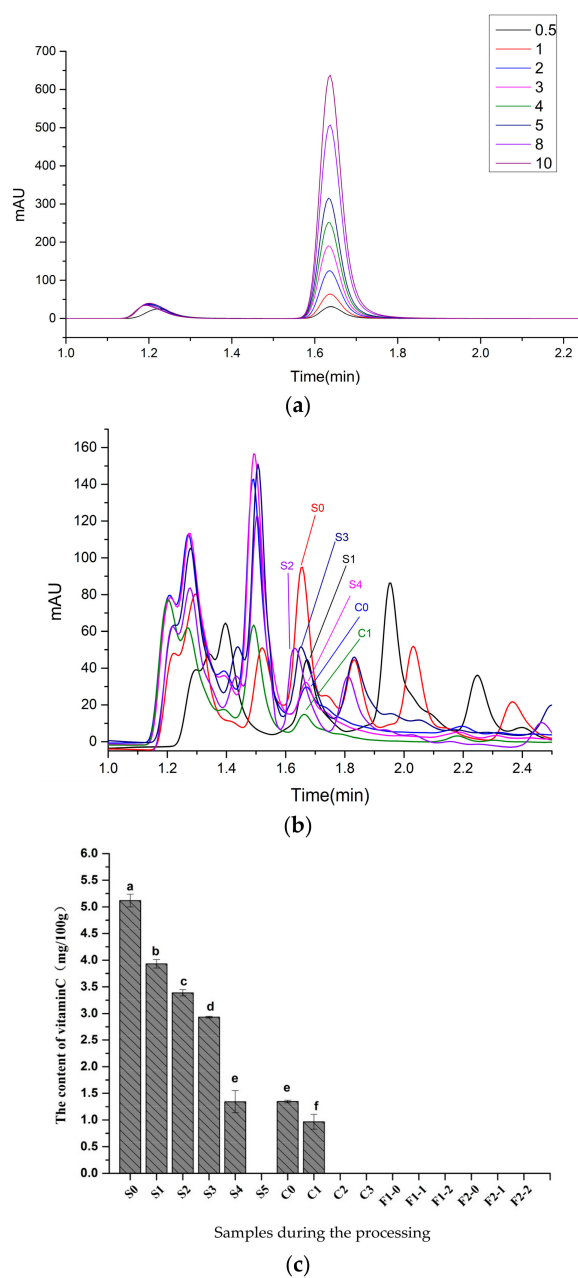 0.5
1
2
3
4
5
8
10
700
600
500
400
300
200
100
0
mAU
1.0 1.2 1.4 1.6 1.8 2.0 2.2
Time(min)
(a)
160
140
120
100
80
60
40
20
0
mAU
S0
S3
S2
S1
S4
C0
C1
1.0 1.2 1.4 1.6 1.8 2.0 2.2 2.4
Time(min)
(b)
6.0
5.5
5.0
4.5
4.0
3.5
3.0
2.5
2.0
1.5
1.0
0.5
0.0
The content of vitaminC(mg/100g)
a
b
c
d
e
e
f
S0 S1 S2 S3 S4 S5 C0 C1 C2 C3 F1-0 F1-1 F1-2 F2-0 F2-1 F2-2
Samples during the processing
(c)